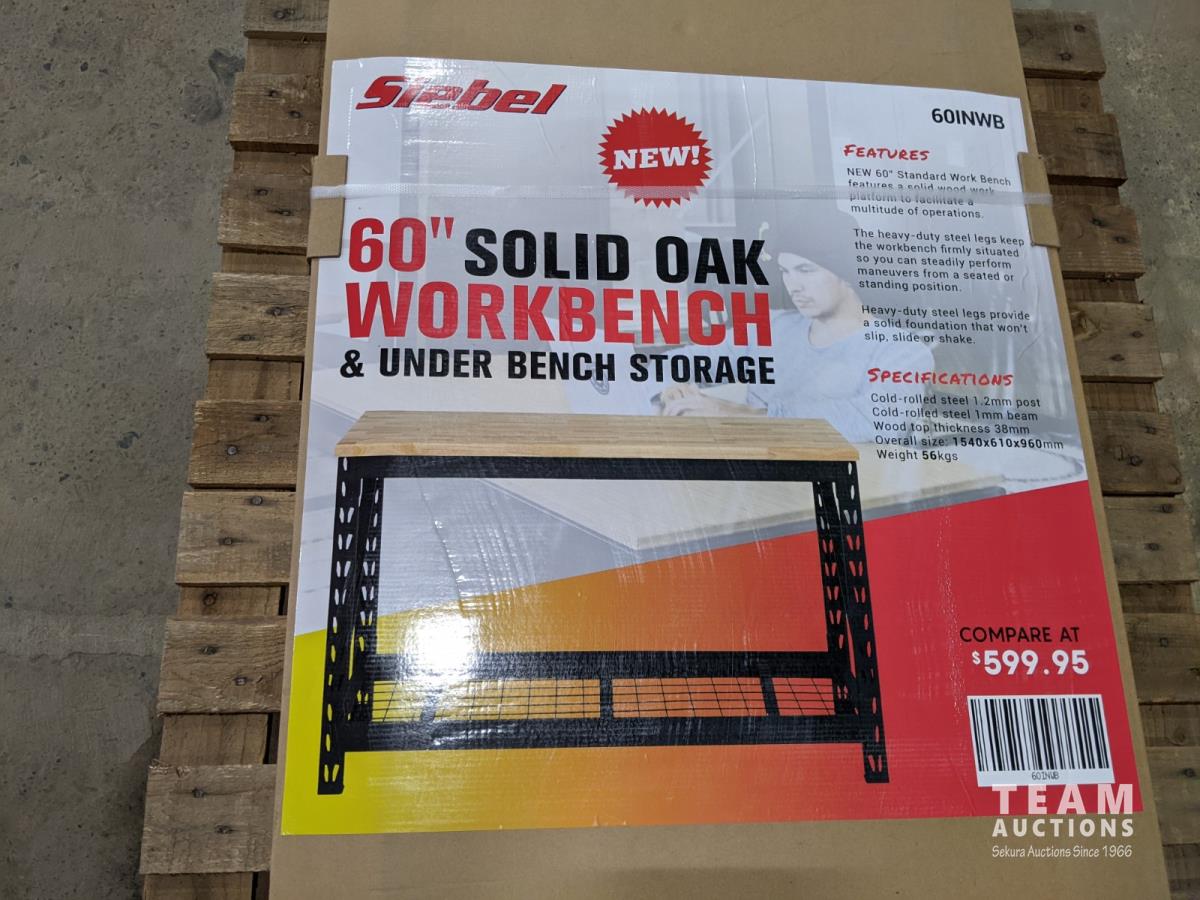 Siebel
60INWB
NEW!
60" SOLID OAK
WORKBENCH
& UNDER BENCH STORAGE
FEATURES
NEW 60" Standard Work Bench
features a solid wood work
platform to facilitate a
multitude of operations.
The heavy-duty steel legs keep
the workbench firmly situated
so you can steadily perform
maneuvers from a seated or
standing position.
Heavy-duty steel legs provide
a solid foundation that won't
slip, slide or shake.
SPECIFICATIONS
Cold-rolled steel 1.2mm post
Cold-rolled steel 1mm beam
Wood top thickness 38mm
Overall size: 1540x610x960mm
Weight 56kgs
COMPARE AT
$599.95
60INWB
TEAM
AUCTIONS
Sekura Auctions Since 1966